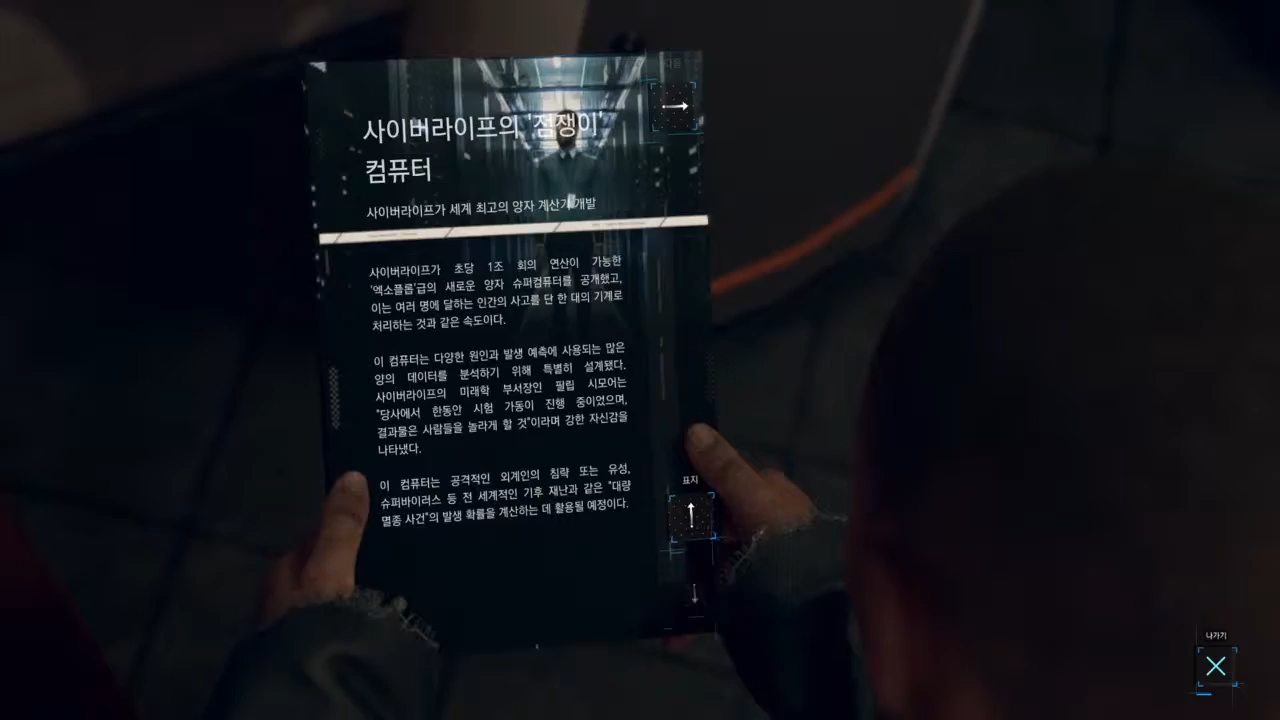 다음
사이버라이프의 '점쟁이'
컴퓨터
사이버라이프가 세계 최고의 양자 계산기 개발
사이버라이프가 초당 1조 회의 연산이 가능한
'엑소플롭'급의 새로운 양자 슈퍼컴퓨터를 공개했고,
이는 여러 명에 달하는 인간의 사고를 단 한 대의 기계로
처리하는 것과 같은 속도이다.
이 컴퓨터는 다양한 원인과 발생 예측에 사용되는 많은
양의 데이터를 분석하기 위해 특별히 설계됐다.
사이버라이프의 미래학 부서장인 필립 시모어는
"당사에서 한동안 시험 가동이 진행 중이었으며,
결과물은 사람들을 놀라게 할 것"이라며 강한 자신감을
나타냈다.
이 컴퓨터는 공격적인 외계인의 침략 또는 유성,
슈퍼바이러스 등 전 세계적인 기후 재난과 같은 "대량
멸종 사건"의 발생 확률을 계산하는 데 활용될 예정이다.
표지
나가기